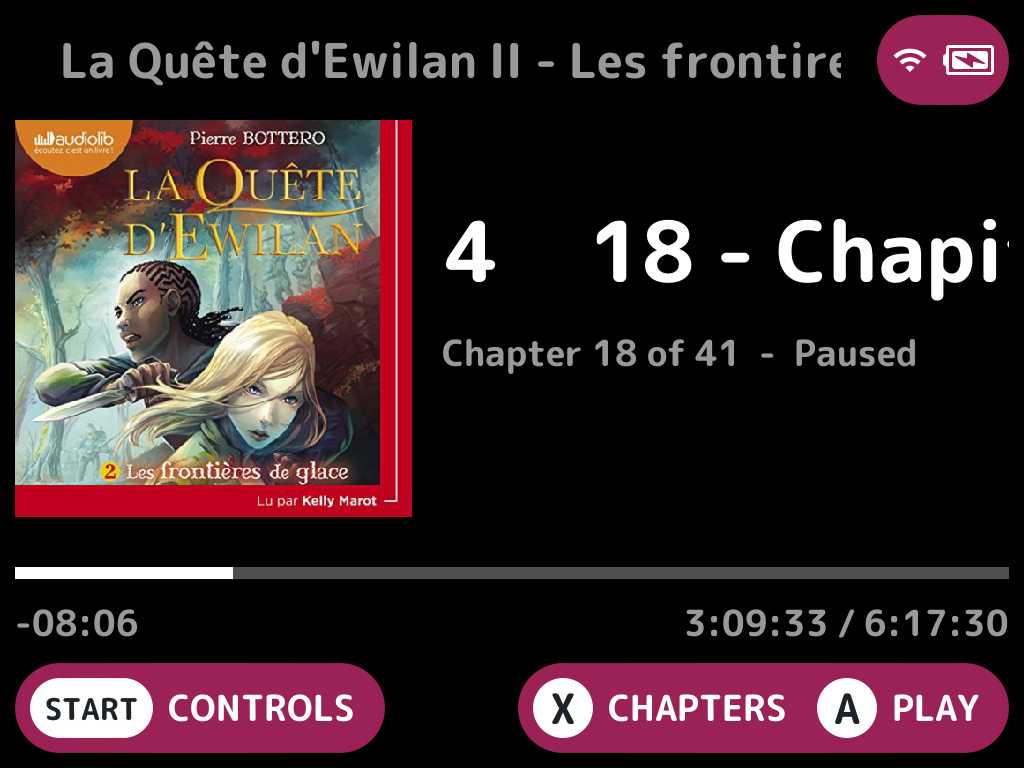 La Quête d'Ewilan II - Les frontire
audiolib
écoutez, c'est un livre !
Pierre BOTTERO
LA QUÊTE
D'EWILAN
2 Les frontières de glace
Lu par Kelly Marot
4 18 - Chapi
Chapter 18 of 41 - Paused
-08:06
3:09:33 / 6:17:30
START CONTROLS
X CHAPTERS A PLAY